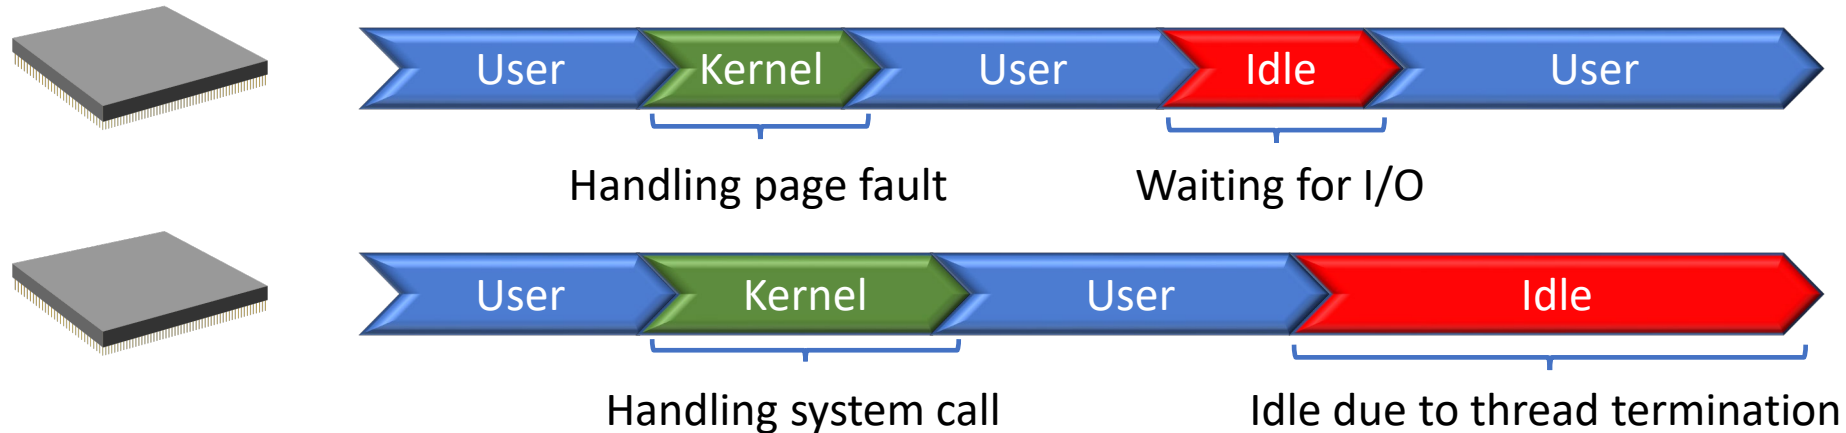 User Kernel User Idle User
Handling page fault Waiting for I/O
User Kernel User Idle
Handling system call Idle due to thread termination